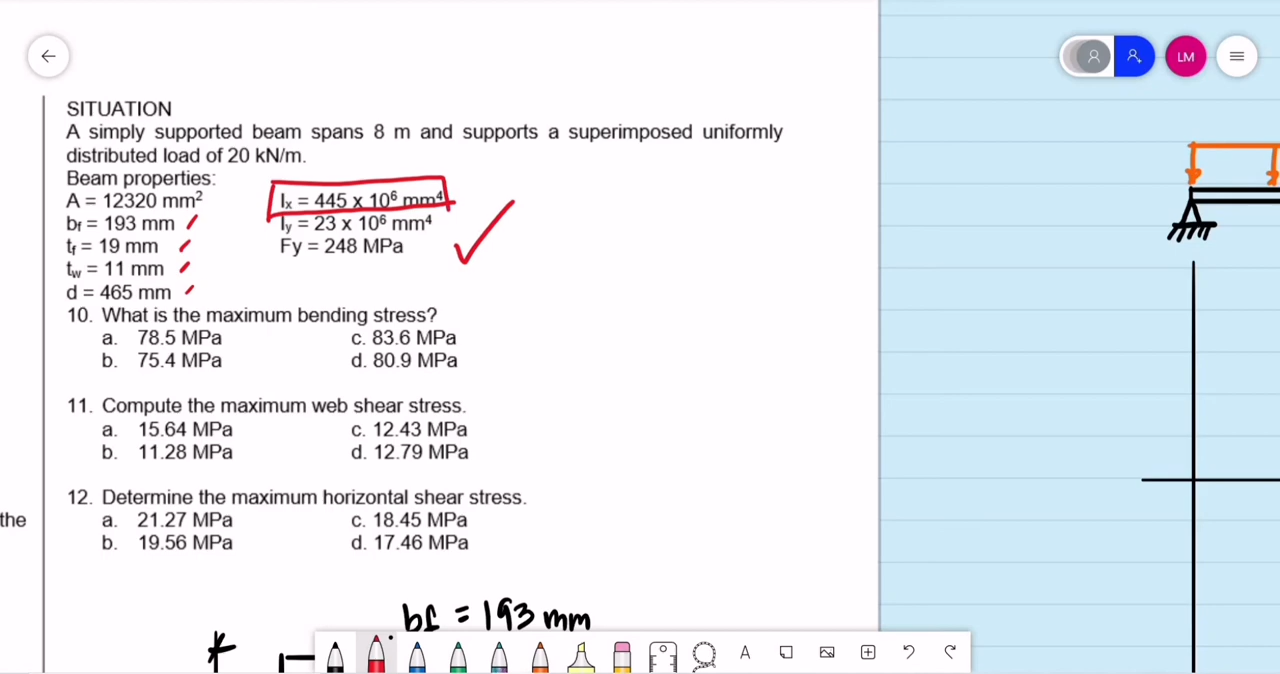 LM
SITUATION
A simply supported beam spans 8 m and supports a superimposed uniformly
distributed load of 20 kN/m.
Beam properties:
A = 12320 mm² Iₓ = 445 x 10⁶ mm⁴
bf = 193 mm Iy = 23 x 10⁶ mm⁴
tf = 19 mm Fy = 248 MPa
tw = 11 mm
d = 465 mm
10. What is the maximum bending stress?
a. 78.5 MPa c. 83.6 MPa
b. 75.4 MPa d. 80.9 MPa
11. Compute the maximum web shear stress.
a. 15.64 MPa c. 12.43 MPa
b. 11.28 MPa d. 12.79 MPa
12. Determine the maximum horizontal shear stress.
the a. 21.27 MPa c. 18.45 MPa
b. 19.56 MPa d. 17.46 MPa
bf = 193 mm
A